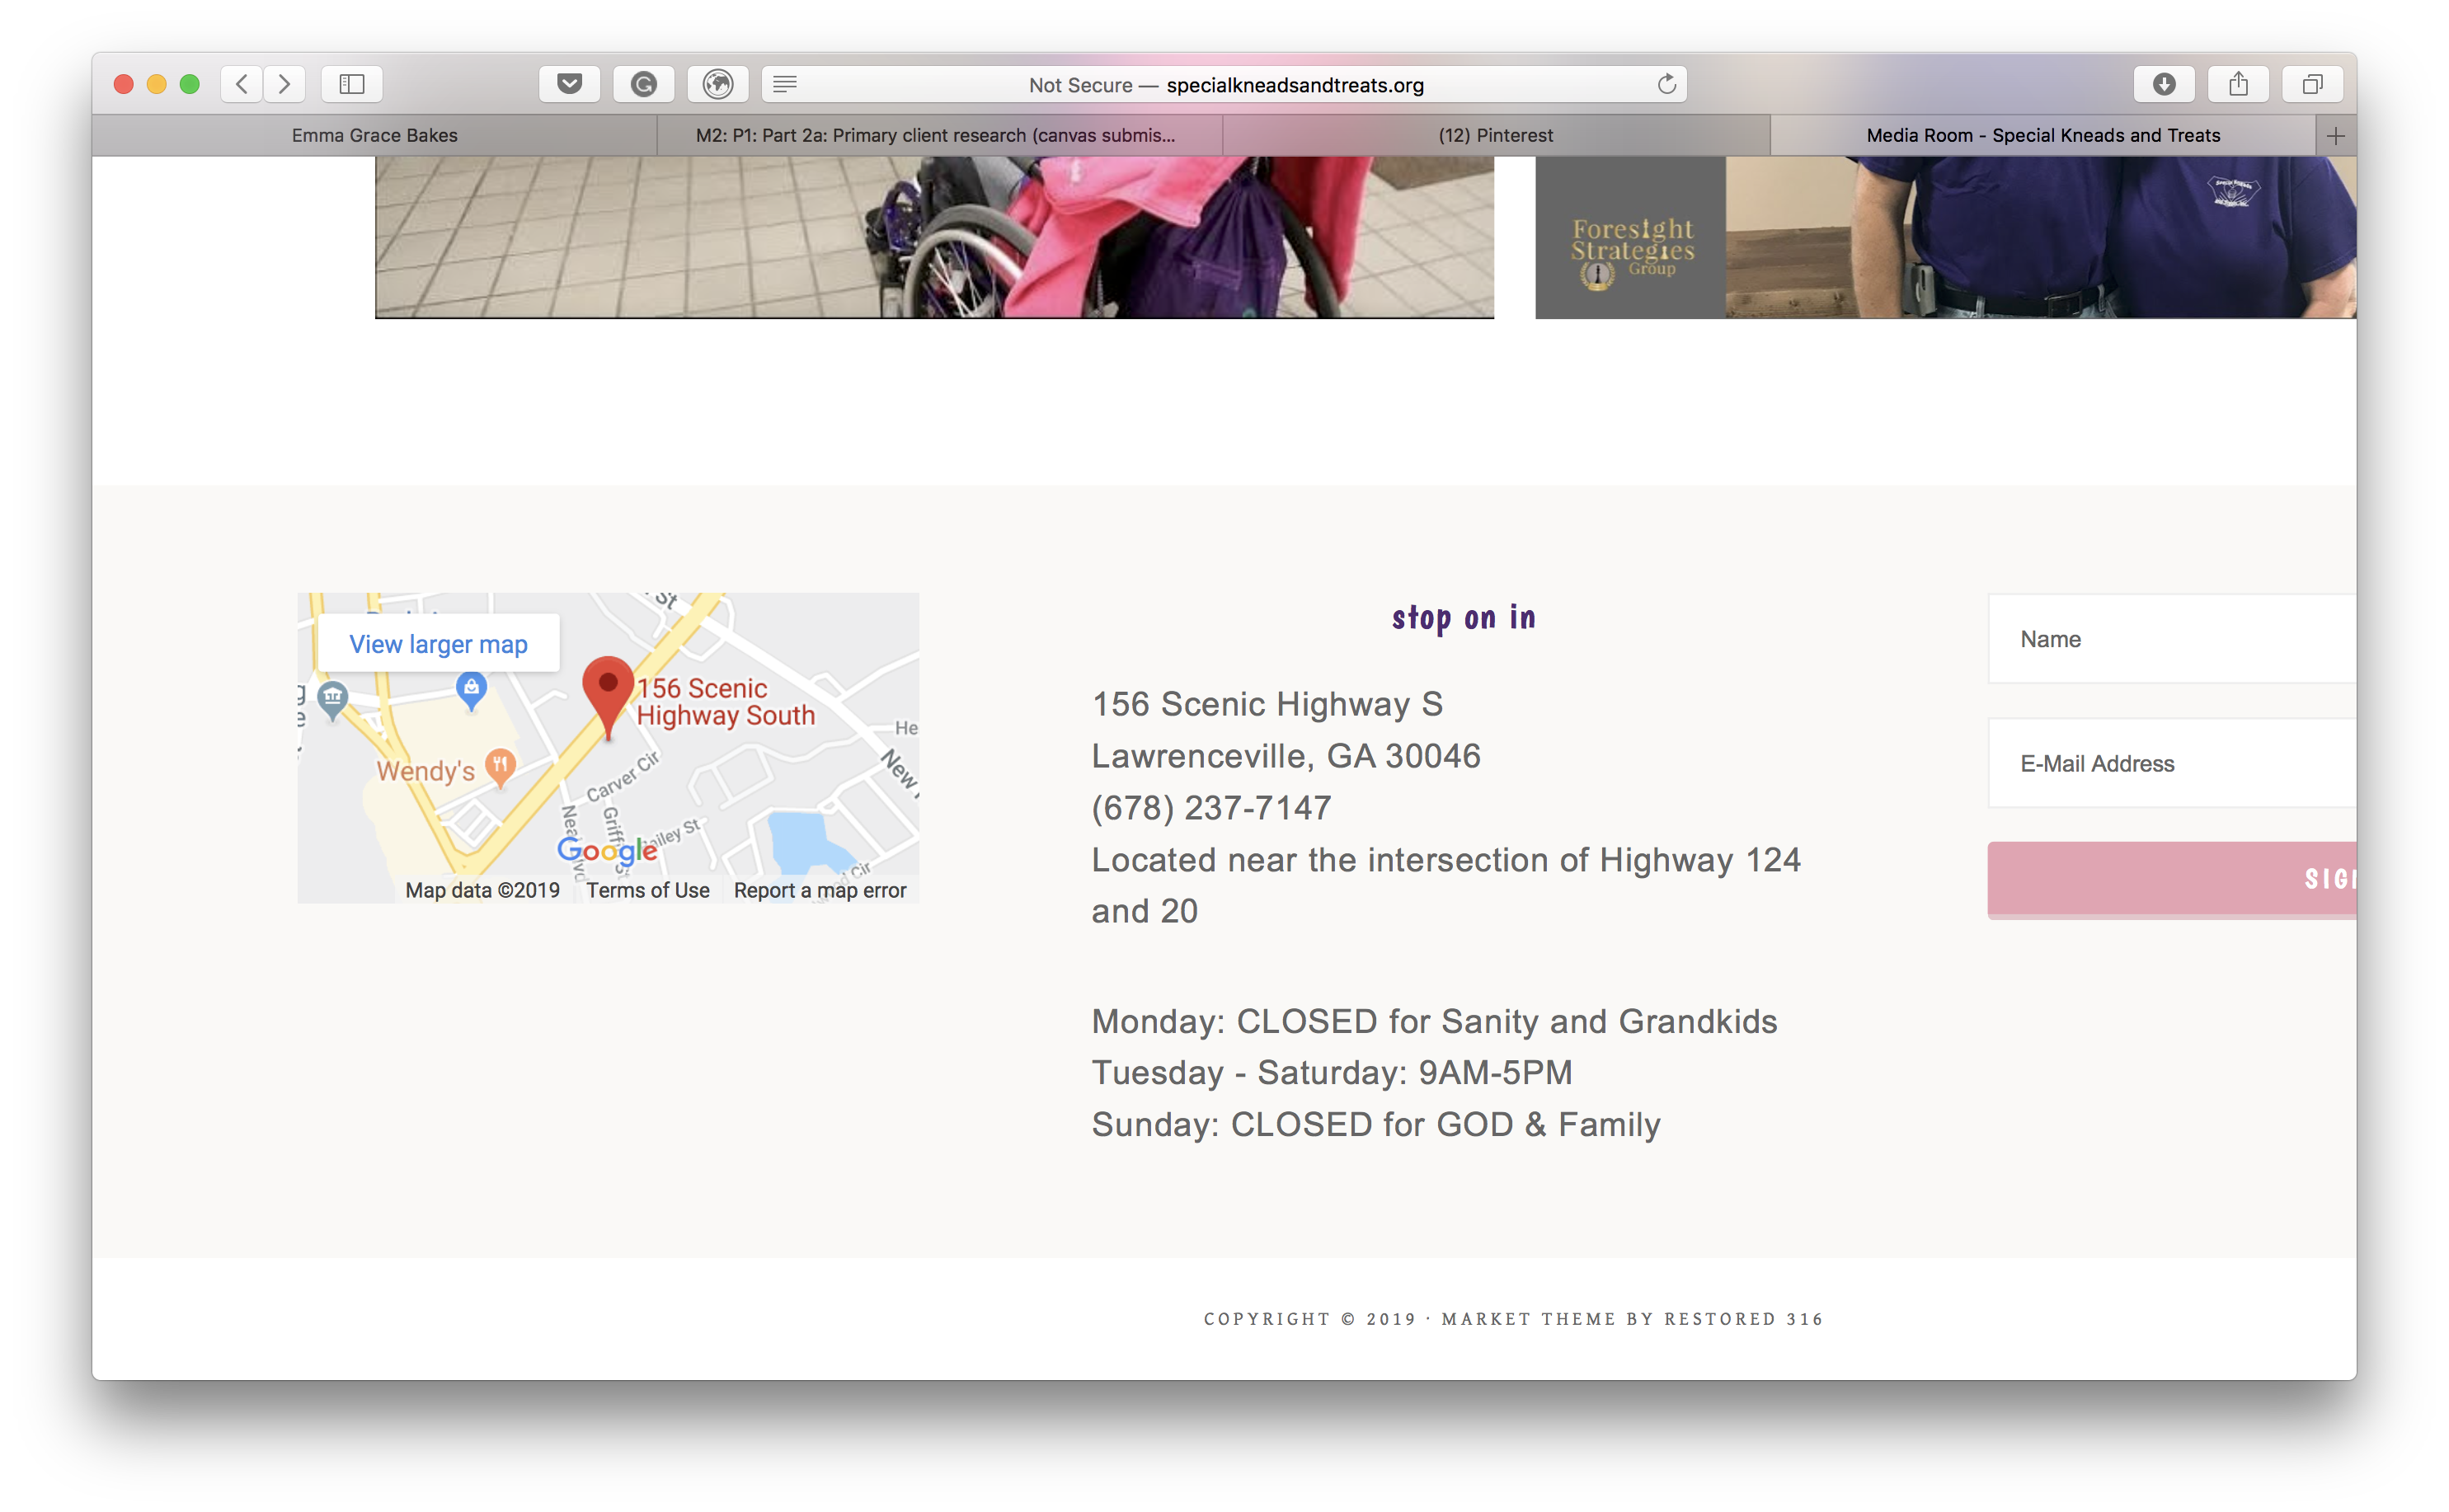 Not Secure — specialkneadsandtreats.org
Emma Grace Bakes
M2: P1: Part 2a: Primary client research (canvas submis...
(12) Pinterest
Media Room - Special Kneads and Treats
Foresight
Strategies
Group
View larger map
St
156 Scenic
Highway South
Wendy's
He
New
Carver Cir
Google
Map data ©2019
Terms of Use
Report a map error
stop on in
156 Scenic Highway S
Lawrenceville, GA 30046
(678) 237-7147
Located near the intersection of Highway 124
and 20
Monday: CLOSED for Sanity and Grandkids
Tuesday - Saturday: 9AM-5PM
Sunday: CLOSED for GOD & Family
Name
E-Mail Address
SIG
COPYRIGHT © 2019 · MARKET THEME BY RESTORED 316